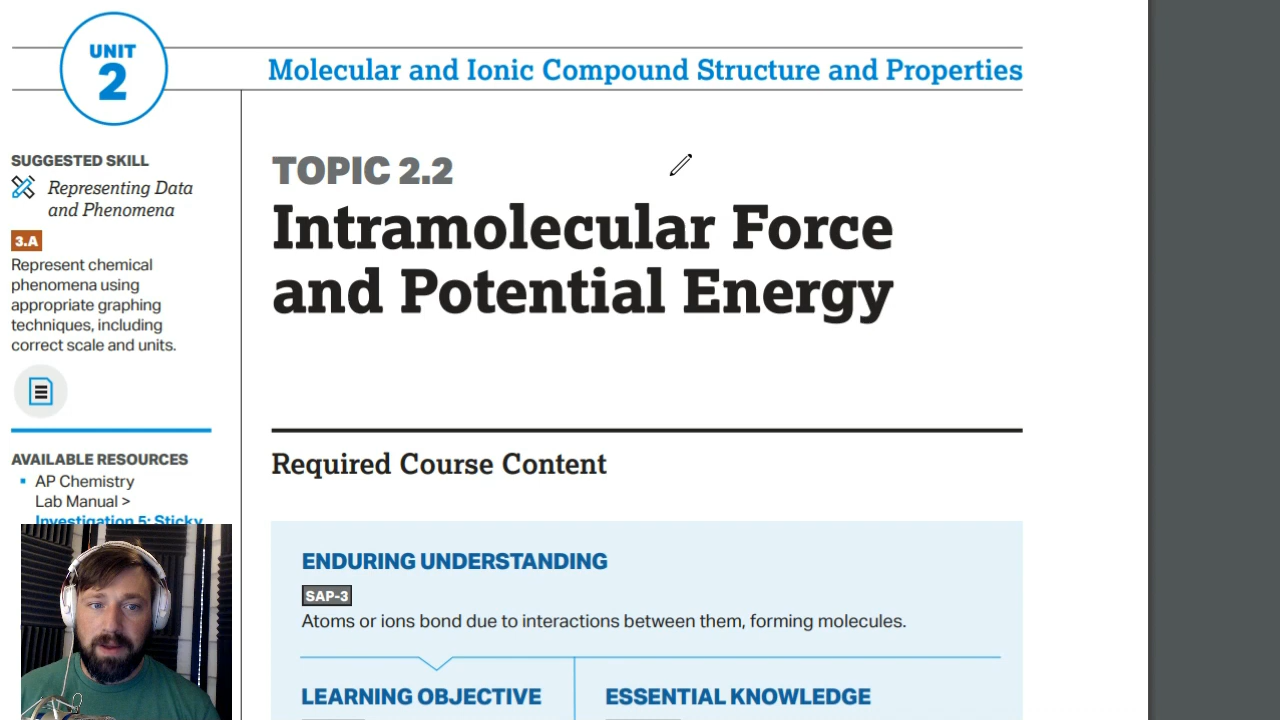 UNIT
2
Molecular and Ionic Compound Structure and Properties
SUGGESTED SKILL
Representing Data
and Phenomena
3.A
Represent chemical
phenomena using
appropriate graphing
techniques, including
correct scale and units.
AVAILABLE RESOURCES
▪ AP Chemistry
Lab Manual >
Investigation 5: Sticky
TOPIC 2.2
Intramolecular Force
and Potential Energy
Required Course Content
ENDURING UNDERSTANDING
SAP-3
Atoms or ions bond due to interactions between them, forming molecules.
LEARNING OBJECTIVE
ESSENTIAL KNOWLEDGE